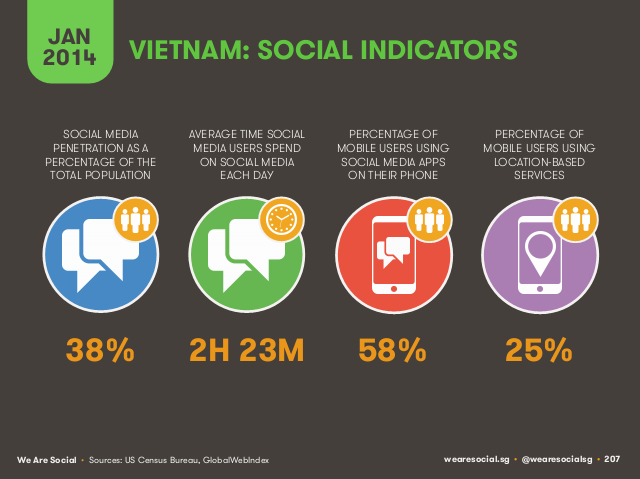 JAN
2014
VIETNAM: SOCIAL INDICATORS
SOCIAL MEDIA
PENETRATION AS A
PERCENTAGE OF THE
TOTAL POPULATION
AVERAGE TIME SOCIAL
MEDIA USERS SPEND
ON SOCIAL MEDIA
EACH DAY
PERCENTAGE OF
MOBILE USERS USING
SOCIAL MEDIA APPS
ON THEIR PHONE
PERCENTAGE OF
MOBILE USERS USING
LOCATION-BASED
SERVICES
38%
2H 23M
58%
25%
We Are Social • Sources: US Census Bureau, GlobalWebIndex
wearesocial.sg • @wearesocialsg • 207